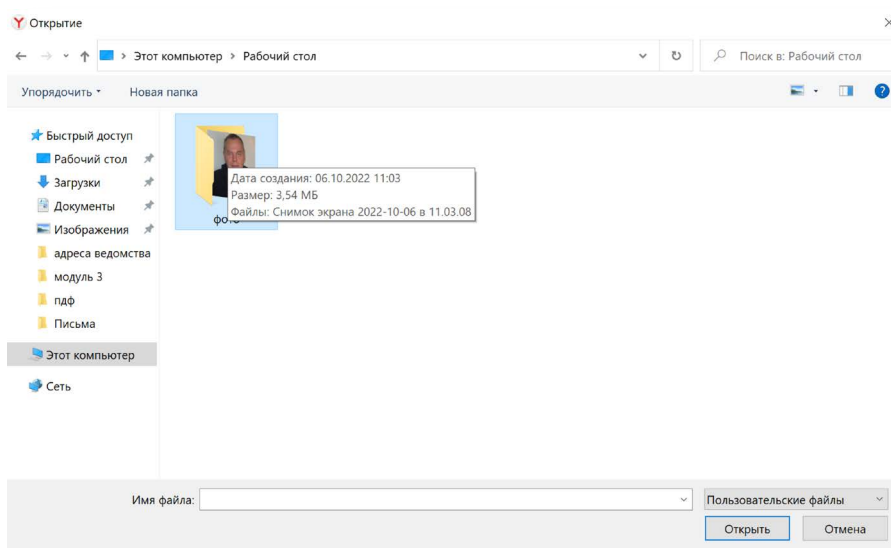 Открытие
Этот компьютер › Рабочий стол
Поиск в: Рабочий стол
Упорядочить
Новая папка
Быстрый доступ
Рабочий стол
Загрузки
Документы
Изображения
адреса ведомства
модуль 3
пдф
Письма
Этот компьютер
Сеть
Дата создания: 06.10.2022 11:03
Размер: 3,54 МБ
Файлы: Снимок экрана 2022-10-06 в 11.03.08
фото
Имя файла:
Пользовательские файлы
Открыть
Отмена